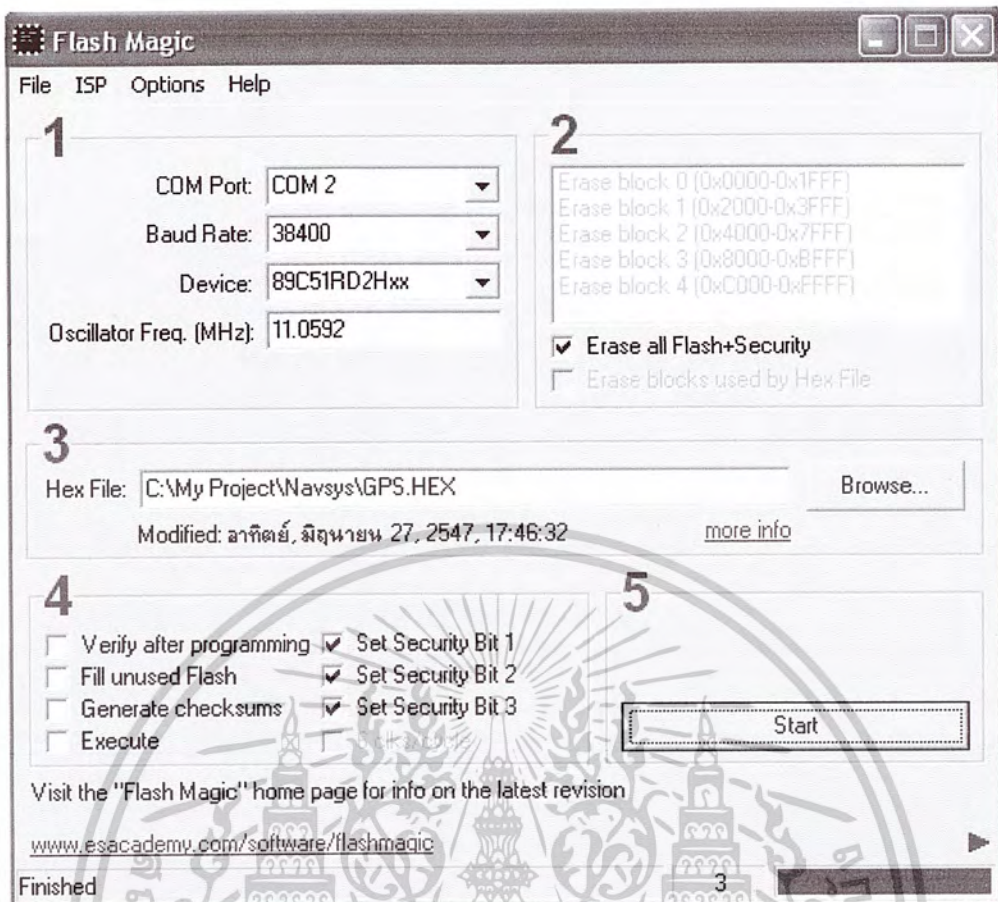 Flash Magic
File ISP Options Help
1
COM Port: COM 2
Baud Rate: 38400
Device: 89C51RD2Hxx
Oscillator Freq. (MHz): 11.0592
2
Erase block 0 (0x0000-0x1FFF)
Erase block 1 (0x2000-0x3FFF)
Erase block 2 (0x4000-0x7FFF)
Erase block 3 (0x8000-0xBFFF)
Erase block 4 (0xC000-0xFFFF)
Erase all Flash+Security
Erase blocks used by Hex File
3
Hex File: C:\My Project\Navsys\GPS.HEX Browse...
Modified: อาทิตย์, มิถุนายน 27, 2547, 17:46:32 more info
4
Verify after programming Set Security Bit 1
Fill unused Flash Set Security Bit 2
Generate checksums Set Security Bit 3
Execute
5
Start
Visit the "Flash Magic" home page for info on the latest revision
www.esacademy.com/software/flashmagic
Finished 3